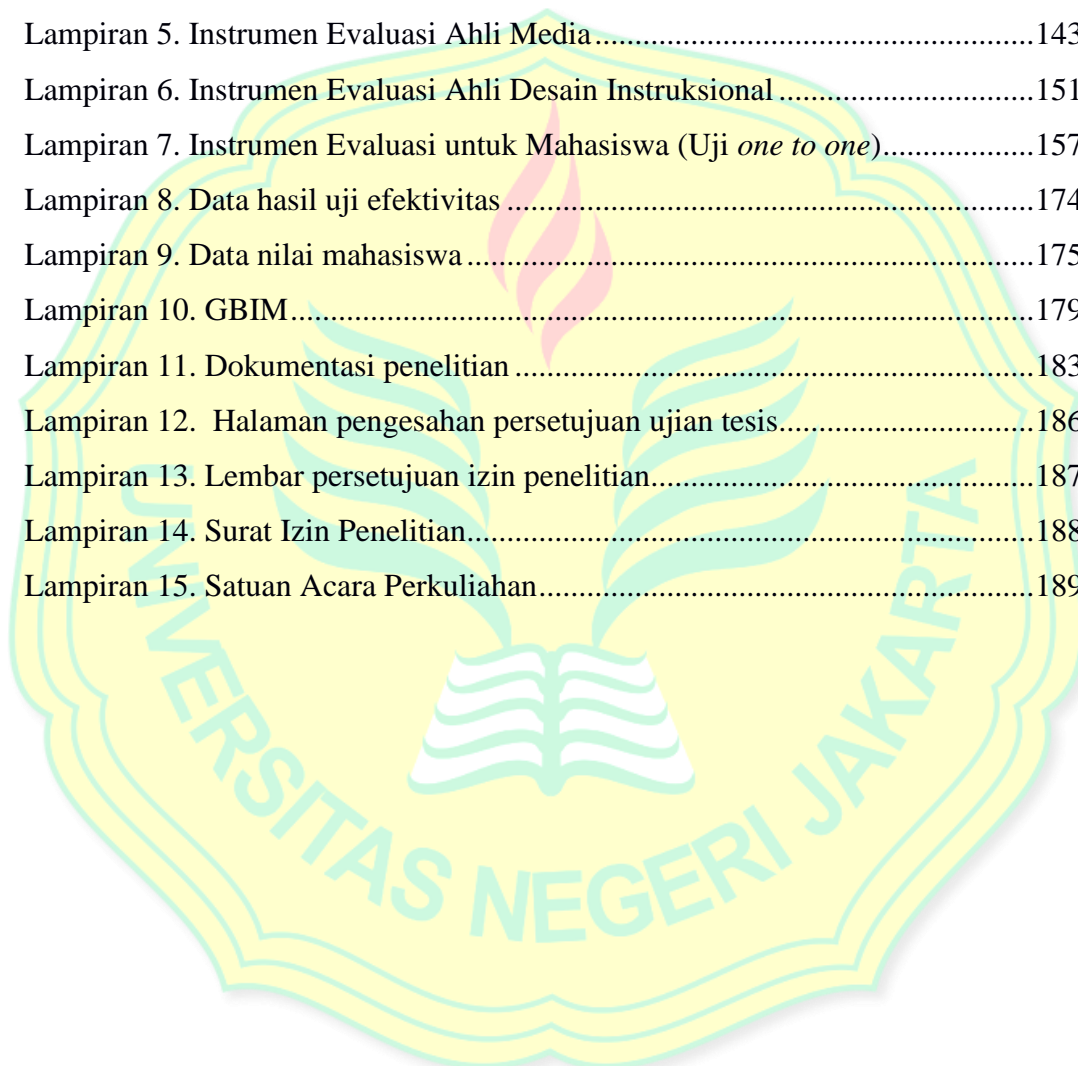 Lampiran 5. Instrumen Evaluasi Ahli Media....................................................................143
Lampiran 6. Instrumen Evaluasi Ahli Desain Instruksional.......................................151
Lampiran 7. Instrumen Evaluasi untuk Mahasiswa (Uji one to one).......................157
Lampiran 8. Data hasil uji efektivitas................................................................................174
Lampiran 9. Data nilai mahasiswa......................................................................................175
Lampiran 10. GBIM..................................................................................................................179
Lampiran 11. Dokumentasi penelitian..............................................................................183
Lampiran 12.  Halaman pengesahan persetujuan ujian tesis.......................................186
Lampiran 13. Lembar persetujuan izin penelitian...........................................................187
Lampiran 14. Surat Izin Penelitian......................................................................................188
Lampiran 15. Satuan Acara Perkuliahan...........................................................................189
UNIVERSITAS NEGERI JAKARTA